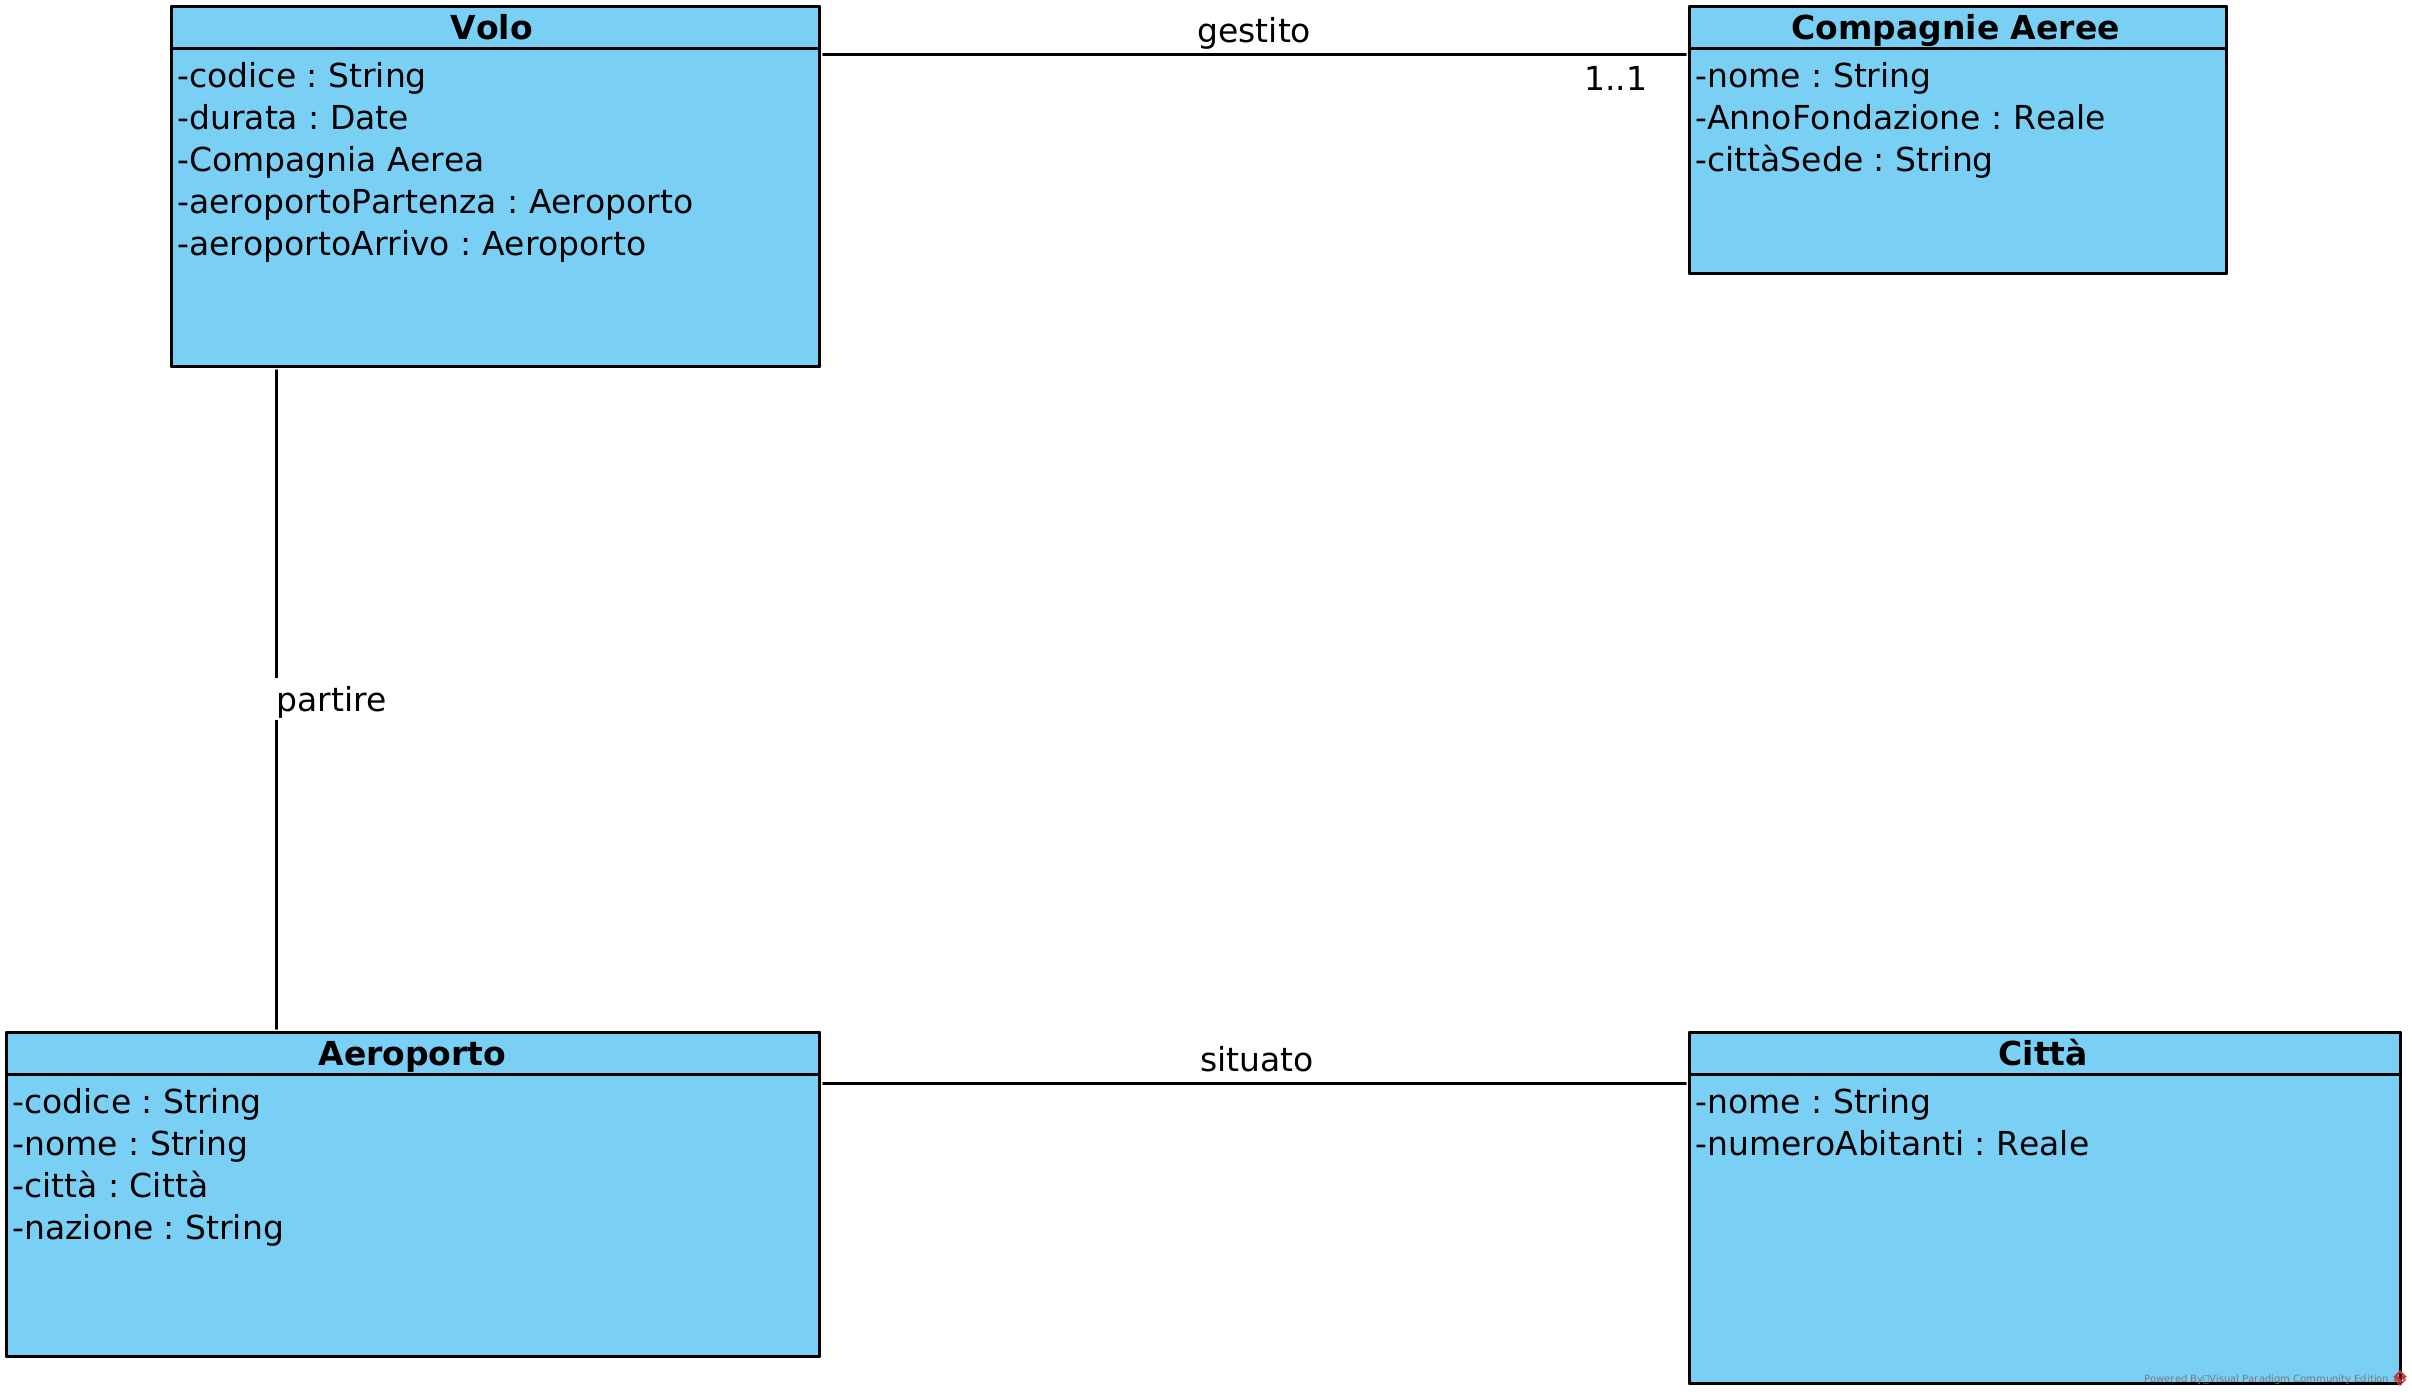 Volo
-codice : String
-durata : Date
-Compagnia Aerea
-aeroportoPartenza : Aeroporto
-aeroportoArrivo : Aeroporto
gestito
1..1
Compagnie Aeree
-nome : String
-AnnoFondazione : Reale
-cittàSede : String
partire
Aeroporto
-codice : String
-nome : String
-città : Città
-nazione : String
situato
Città
-nome : String
-numeroAbitanti : Reale
Powered By Visual Paradigm Community Edition